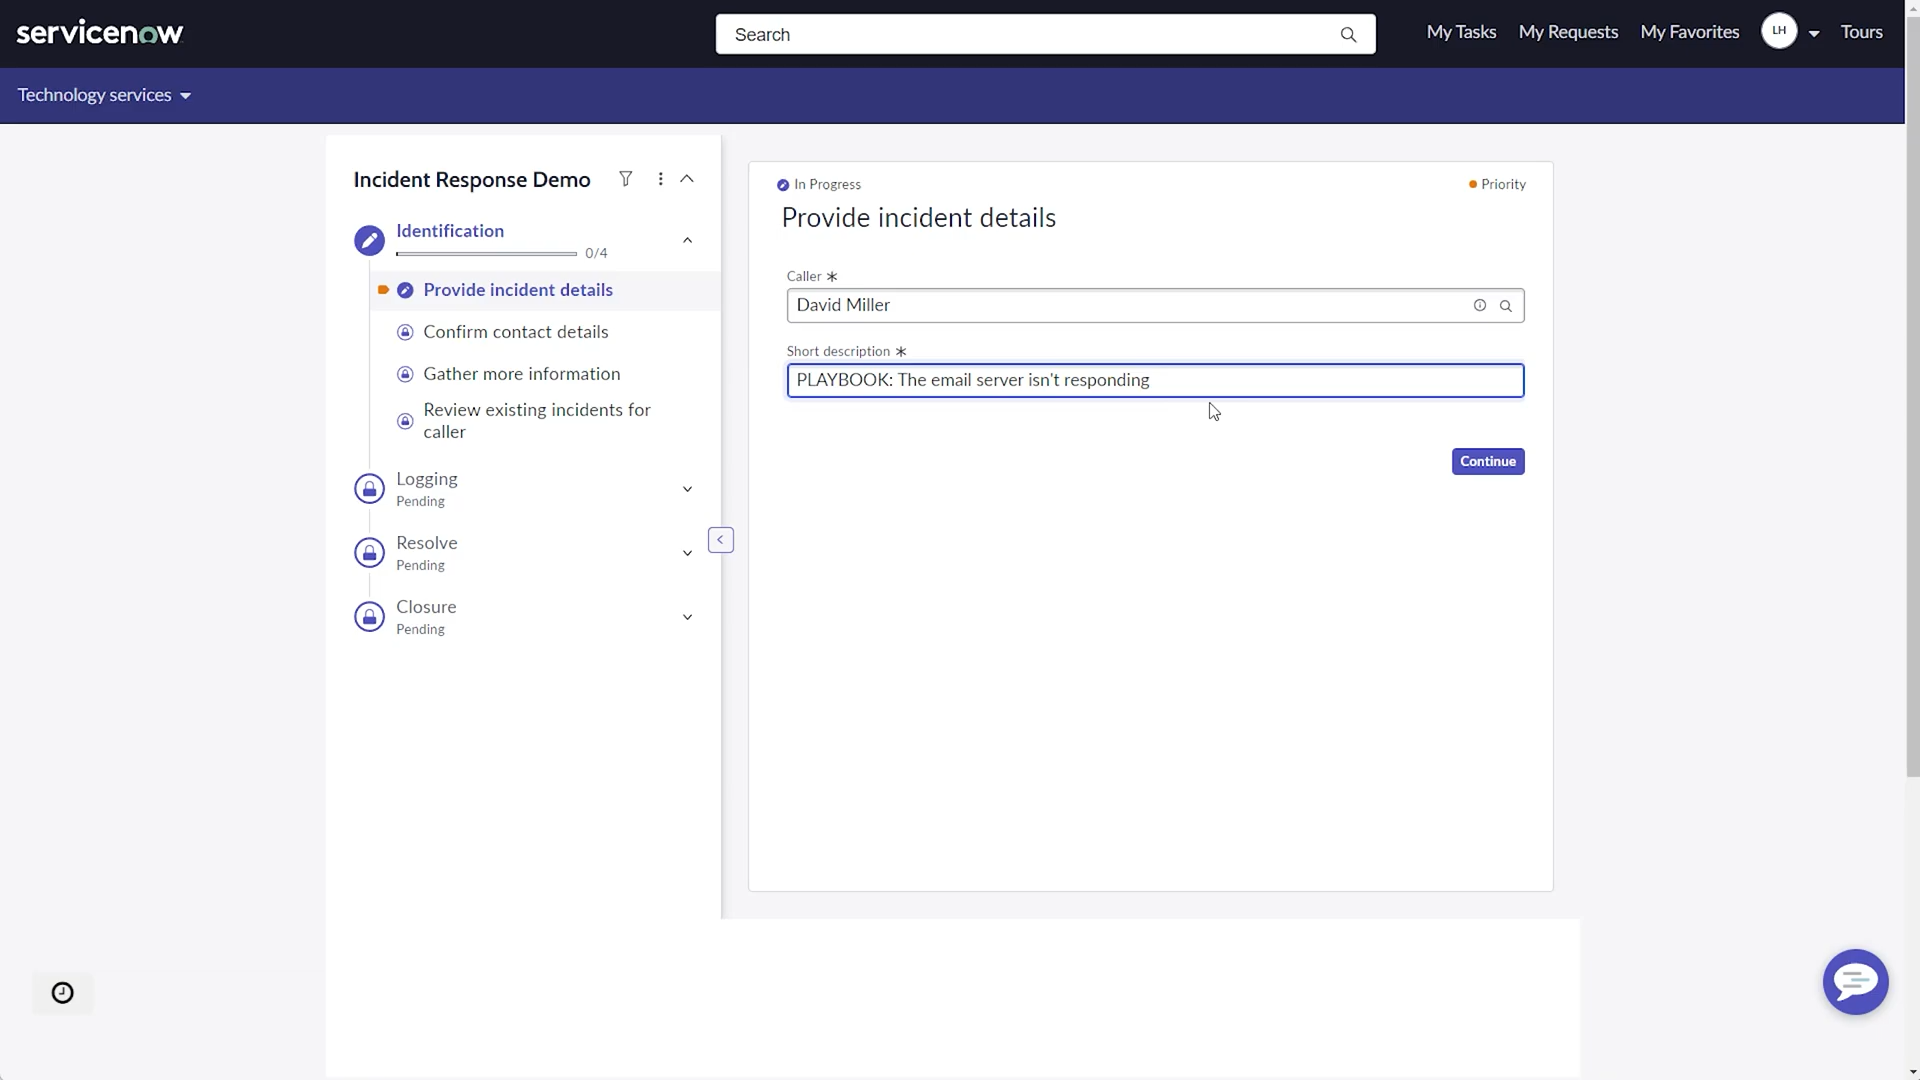 servicenow
Search
My Tasks
My Requests
My Favorites
LH
Tours
Technology services
Incident Response Demo
Identification
0/4
Provide incident details
Confirm contact details
Gather more information
Review existing incidents for
caller
Logging
Pending
Resolve
Pending
Closure
Pending
In Progress
Priority
Provide incident details
Caller *
David Miller
Short description *
PLAYBOOK: The email server isn't responding
Continue